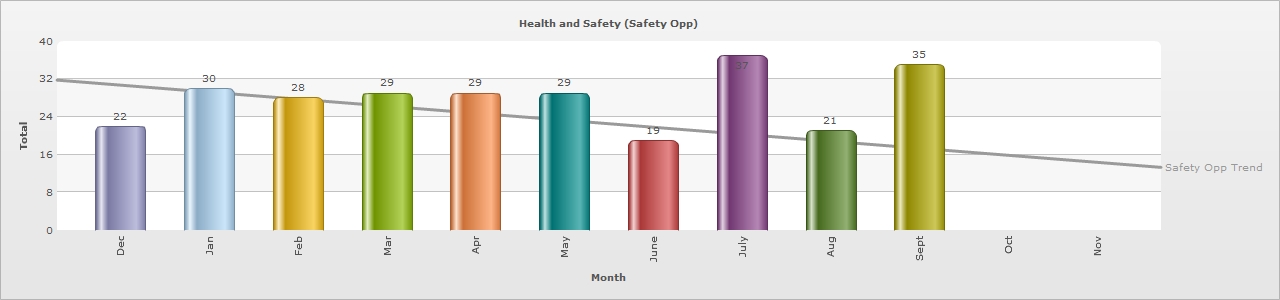 Health and Safety (Safety Opp)
40
32
24
16
8
0
Total
22
30
28
29
29
29
19
37
21
35
Safety Opp Trend
Dec
Jan
Feb
Mar
Apr
May
June
July
Aug
Sept
Oct
Nov
Month